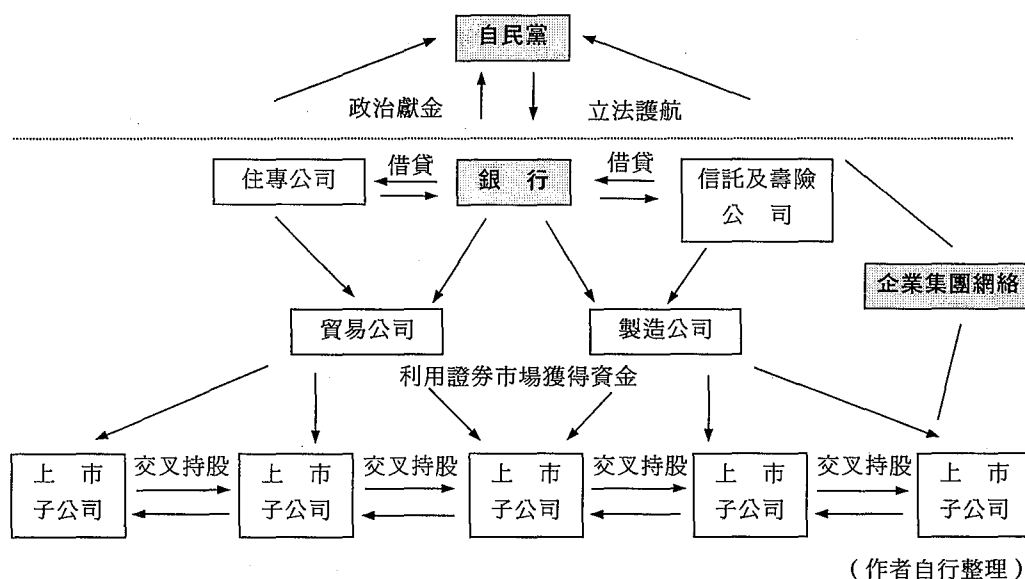 自民黨
政治獻金
立法護航
住專公司
借貸
銀行
借貸
信託及壽險
公司
企業集團網絡
貿易公司
製造公司
利用證券市場獲得資金
上市
子公司
交叉持股
上市
子公司
交叉持股
上市
子公司
交叉持股
上市
子公司
交叉持股
上市
子公司
(作者自行整理)